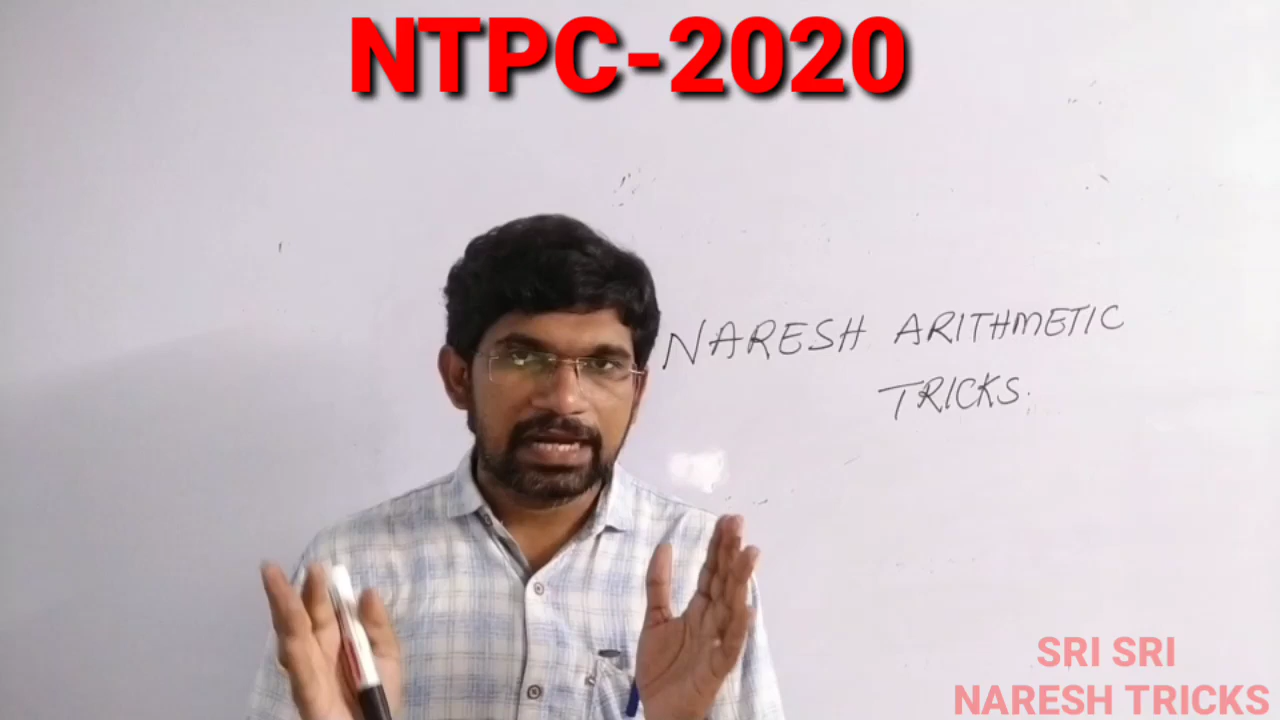 NTPC-2020
NARESH ARITHMETIC
TRICKS.
SRI SRI
NARESH TRICKS